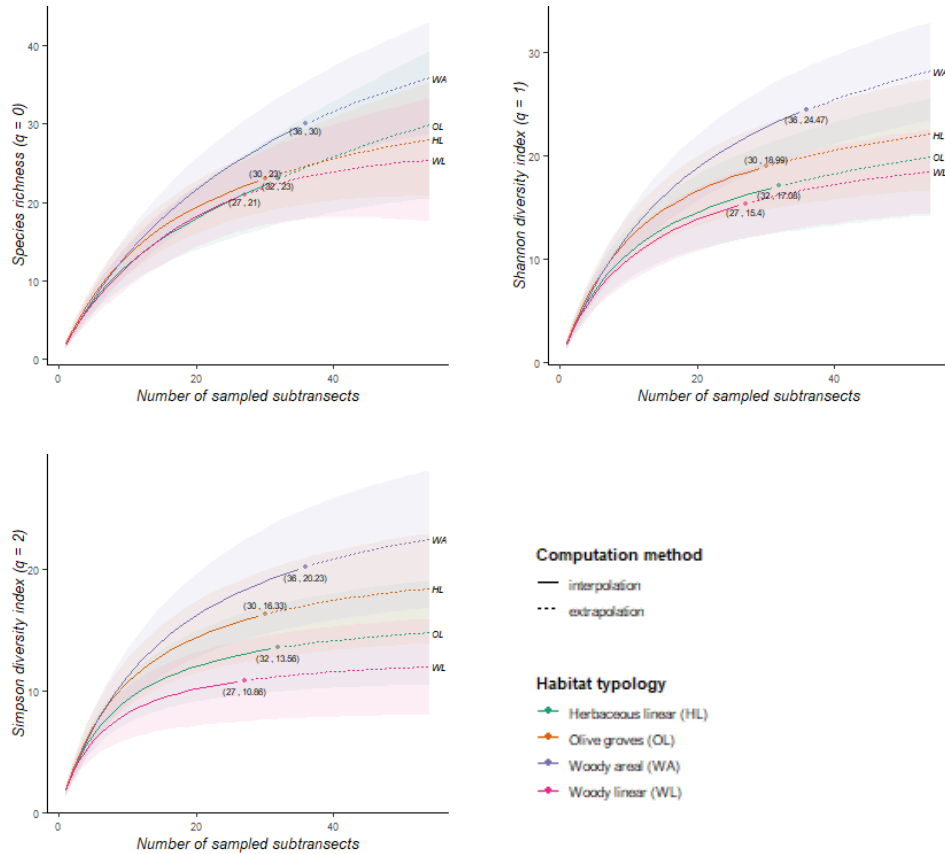 Species richness (q = 0)
40
30
20
10
0
(36 , 30)
(30 , 23)
(32 , 23)
(27 , 21)
WA
OL
HL
WL
0
20
40
Number of sampled subtransects
Shannon diversity index (q = 1)
30
20
10
0
(36 , 24.47)
(30 , 18.99)
(32 , 17.08)
(27 , 15.4)
WA
HL
OL
WL
0
20
40
Number of sampled subtransects
Simpson diversity index (q = 2)
20
10
0
(36 , 20.23)
(30 , 16.33)
(32 , 13.56)
(27 , 10.86)
WA
HL
OL
WL
0
20
40
Number of sampled subtransects
Computation method
interpolation
extrapolation
Habitat typology
Herbaceous linear (HL)
Olive groves (OL)
Woody areal (WA)
Woody linear (WL)